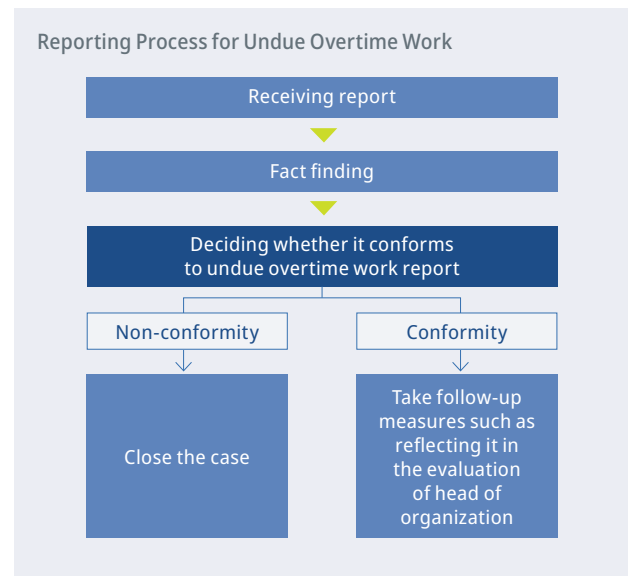 Reporting Process for Undue Overtime Work
Receiving report
Fact finding
Deciding whether it conforms
to undue overtime work report
Non-conformity
Conformity
Close the case
Take follow-up
measures such as
reflecting it in
the evaluation
of head of
organization